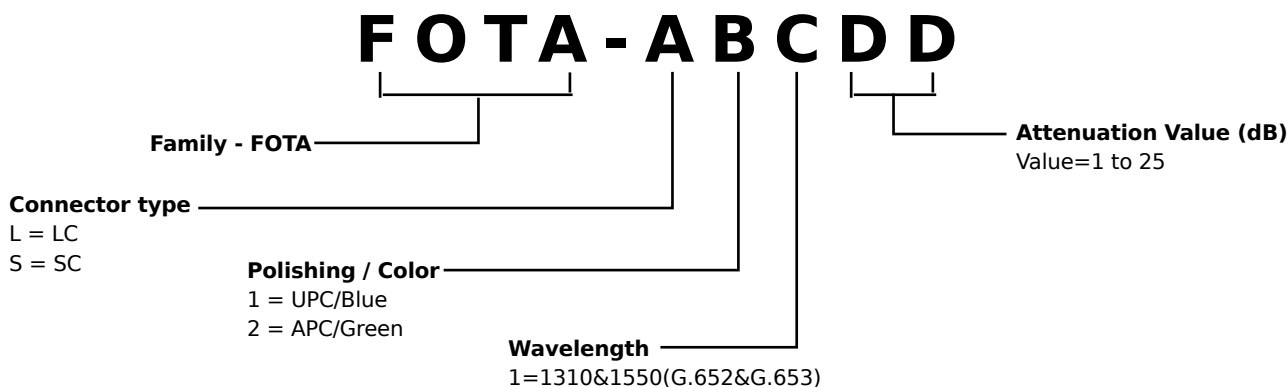 FOTA-ABCDD
Family - FOTA
Attenuation Value (dB)
Value=1 to 25
Connector type
L = LC
S = SC
Polishing / Color
1 = UPC/Blue
2 = APC/Green
Wavelength
1=1310&1550(G.652&G.653)